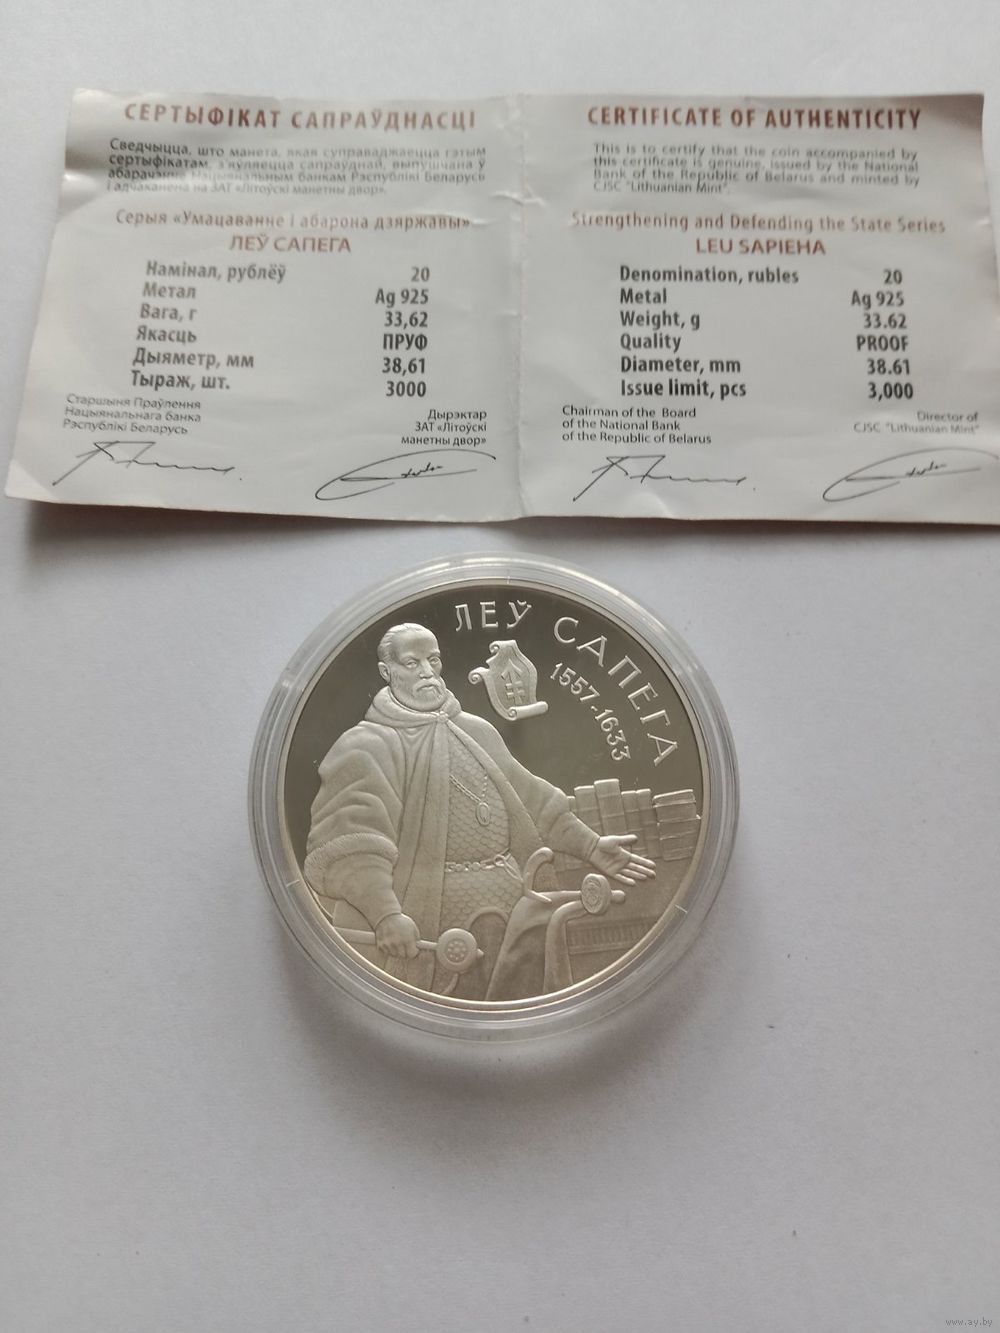 СЕРТЫФІКАТ САПРАЎДНАСЦІ
Сведчыцца, што манета, якая суправаджаецца гэтым
сертыфікатам, з'яўляецца сапраўднай, выпушчана ў
абарачэнне Нацыянальным банкам Рэспублікі Беларусь
і адчаканена на ЗАТ «Літоўскі манетны двор».
Серыя «Умацаванне і абарона дзяржавы»
ЛЕЎ САПЕГА
Намінал, рублёў 20
Метал Ag 925
Вага, г 33,62
Якасць ПРУФ
Дыяметр, мм 38,61
Тыраж, шт. 3000
Старшыня Праўлення
Нацыянальнага банка
Рэспублікі Беларусь
Дырэктар
ЗАТ «Літоўскі
манетны двор»
CERTIFICATE OF AUTHENTICITY
This is to certify that the coin accompanied by
this certificate is genuine, issued by the National
Bank of the Republic of Belarus and minted by
CJSC "Lithuanian Mint".
Strengthening and Defending the State Series
LEU SAPIEHA
Denomination, rubles 20
Metal Ag 925
Weight, g 33.62
Quality PROOF
Diameter, mm 38.61
Issue limit, pcs 3,000
Chairman of the Board
of the National Bank
of the Republic of Belarus
Director of
CJSC "Lithuanian Mint"
ЛЕЎ САПЕГА
1557-1633
www.ay.by